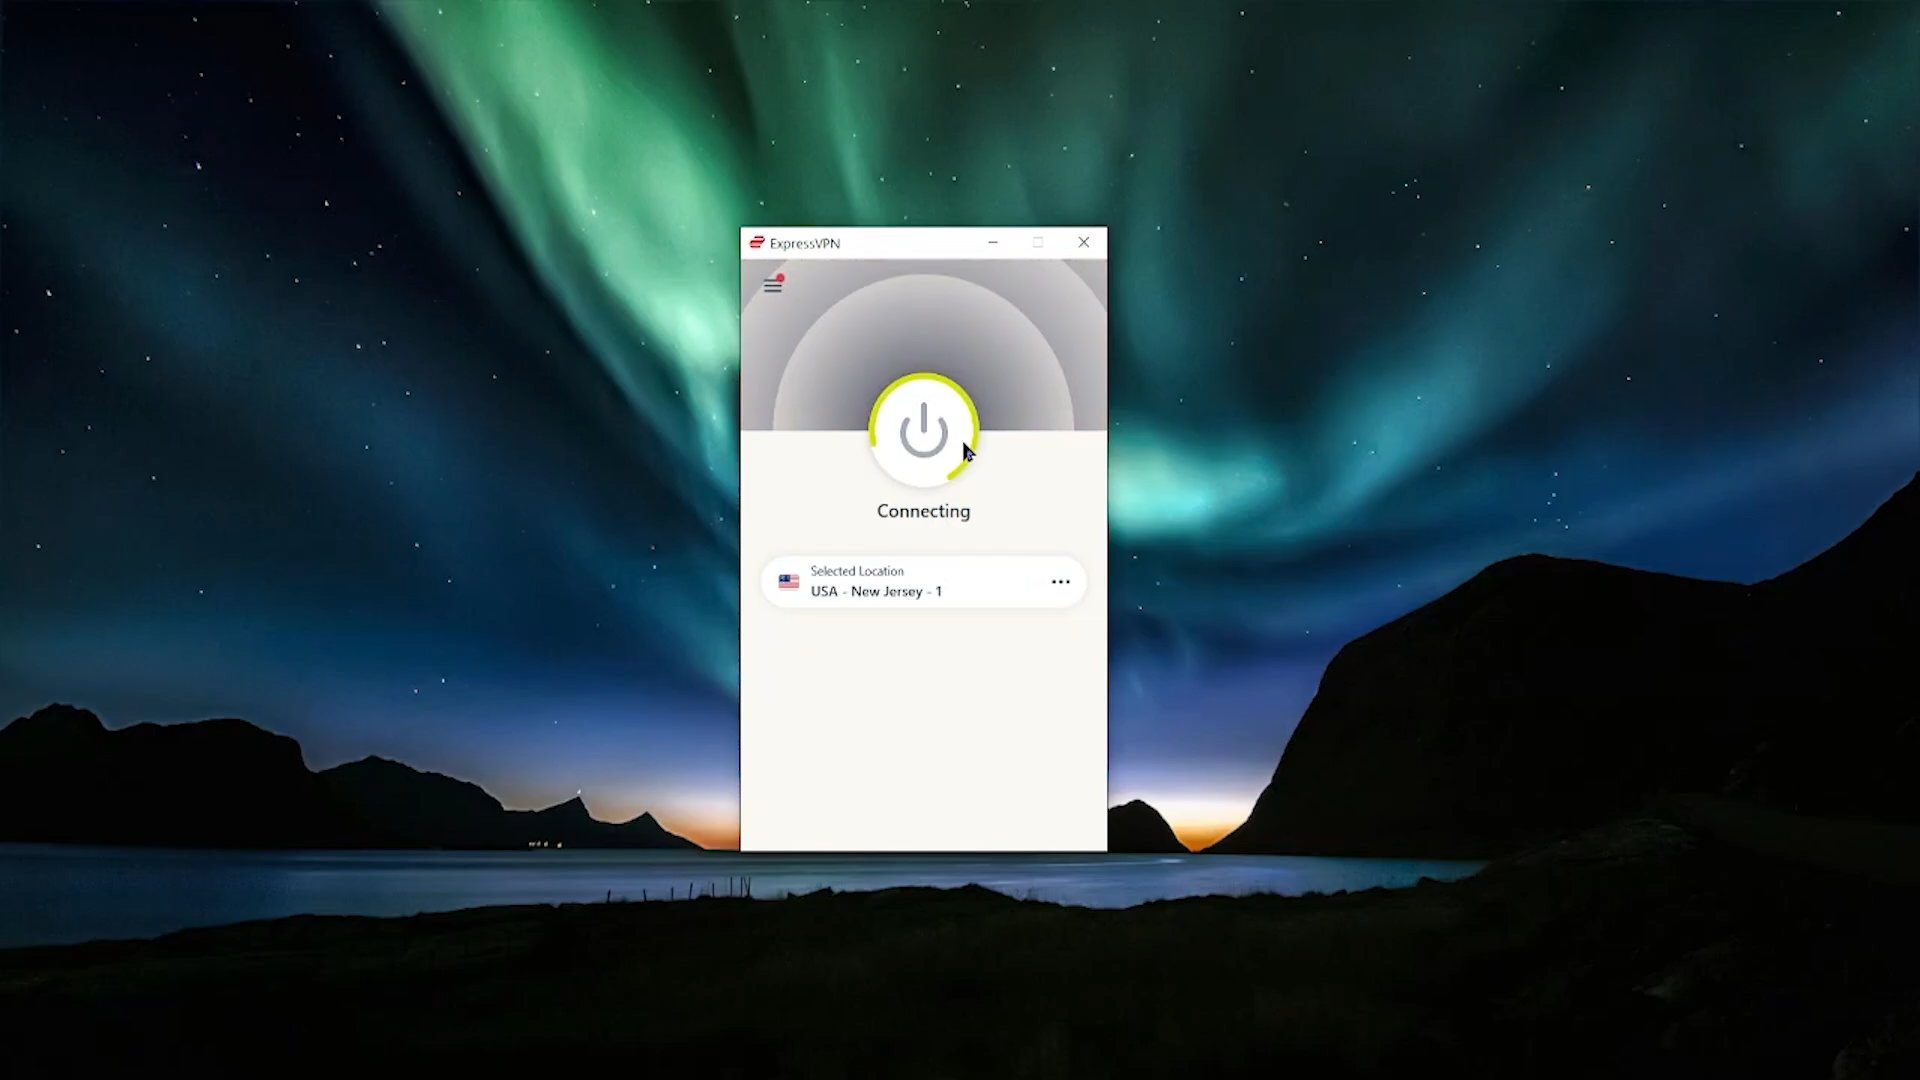 ExpressVPN
Connecting
Selected Location
USA - New Jersey - 1